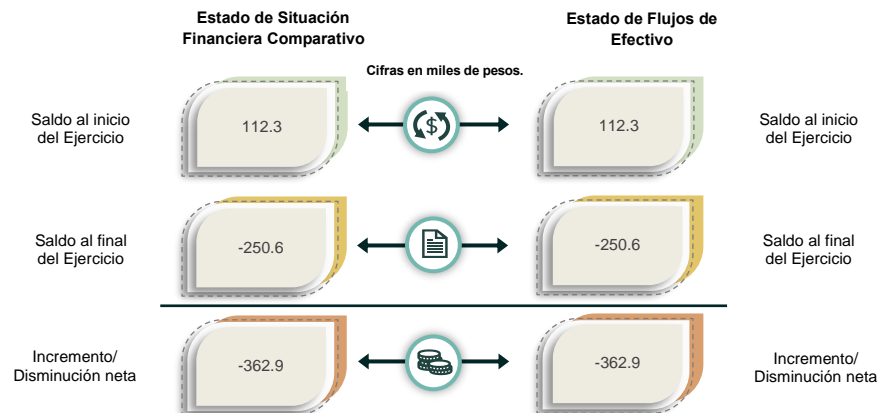 Estado de Situación
Financiera Comparativo
Estado de Flujos de
Efectivo
Cifras en miles de pesos.
Saldo al inicio
del Ejercicio
112.3
$
112.3
Saldo al inicio
del Ejercicio
Saldo al final
del Ejercicio
-250.6
-250.6
Saldo al final
del Ejercicio
Incremento/
Disminución neta
-362.9
-362.9
Incremento/
Disminución neta